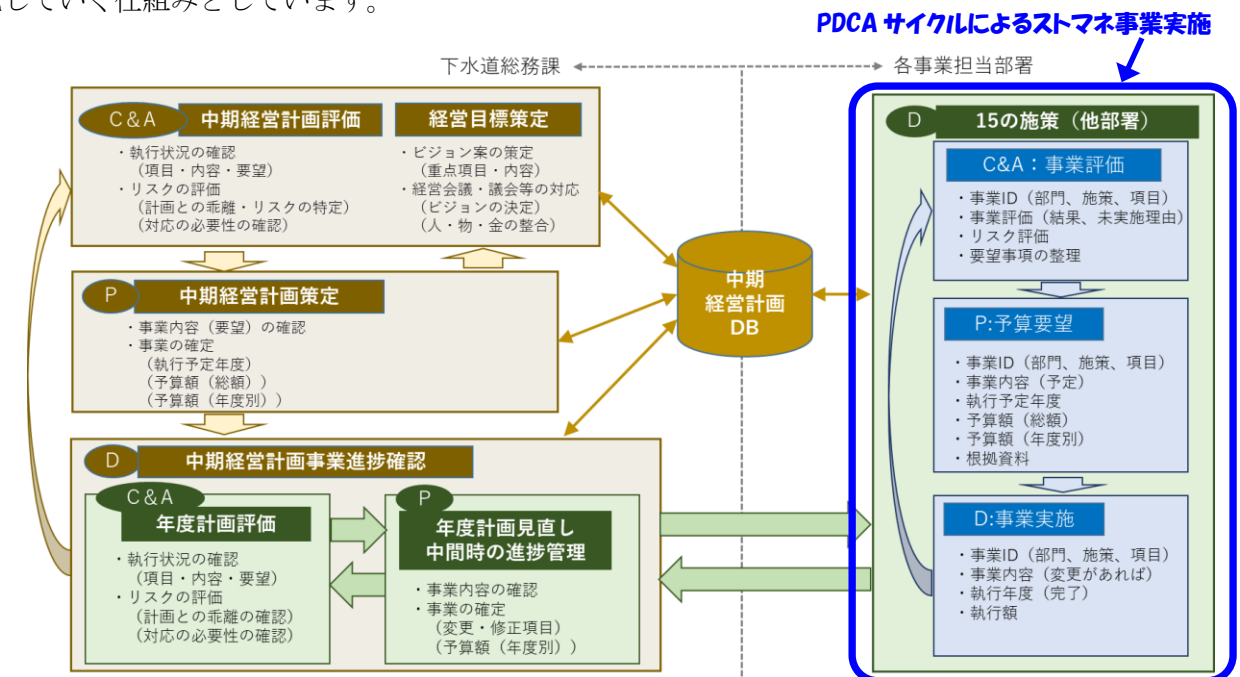 していく仕組みとしています。
PDCA サイクルによるストマネ事業実施
下水道総務課
各事業担当部署
C&A
中期経営計画評価
・執行状況の確認
(項目・内容・要望)
・リスクの評価
(計画との乖離・リスクの特定)
(対応の必要性の確認)
経営目標策定
・ビジョン案の策定
(重点項目・内容)
・経営会議・議会等の対応
(ビジョンの決定)
(人・物・金の整合)
P
中期経営計画策定
・事業内容(要望)の確認
・事業の確定
(執行予定年度)
(予算額(総額))
(予算額(年度別))
D
中期経営計画事業進捗確認
C&A
年度計画評価
・執行状況の確認
(項目・内容・要望)
・リスクの評価
(計画との乖離の確認)
(対応の必要性の確認)
P
年度計画見直し
中間時の進捗管理
・事業内容の確認
・事業の確定
(変更・修正項目)
(予算額(年度別))
中期
経営計画
DB
D
15の施策(他部署)
C&A:事業評価
・事業ID(部門、施策、項目)
・事業評価(結果、未実施理由)
・リスク評価
・要望事項の整理
P:予算要望
・事業ID(部門、施策、項目)
・事業内容(予定)
・執行予定年度
・予算額(総額)
・予算額(年度別)
・根拠資料
D:事業実施
・事業ID(部門、施策、項目)
・事業内容(変更があれば)
・執行年度(完了)
・執行額